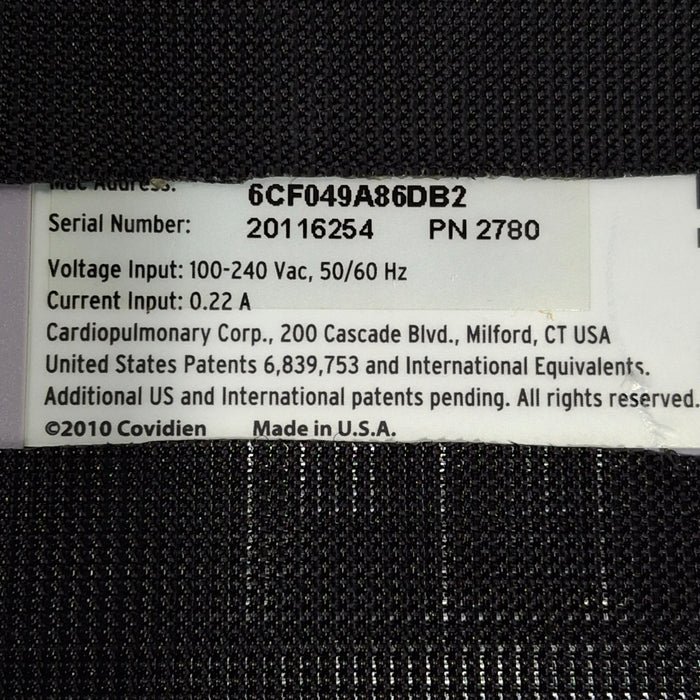 Mac Address: 6CF049A86DB2
Serial Number: 20116254 PN 2780
Voltage Input: 100-240 Vac, 50/60 Hz
Current Input: 0.22 A
Cardiopulmonary Corp., 200 Cascade Blvd., Milford, CT USA
United States Patents 6,839,753 and International Equivalents.
Additional US and International patents pending. All rights reserved.
©2010 Covidien Made in U.S.A.